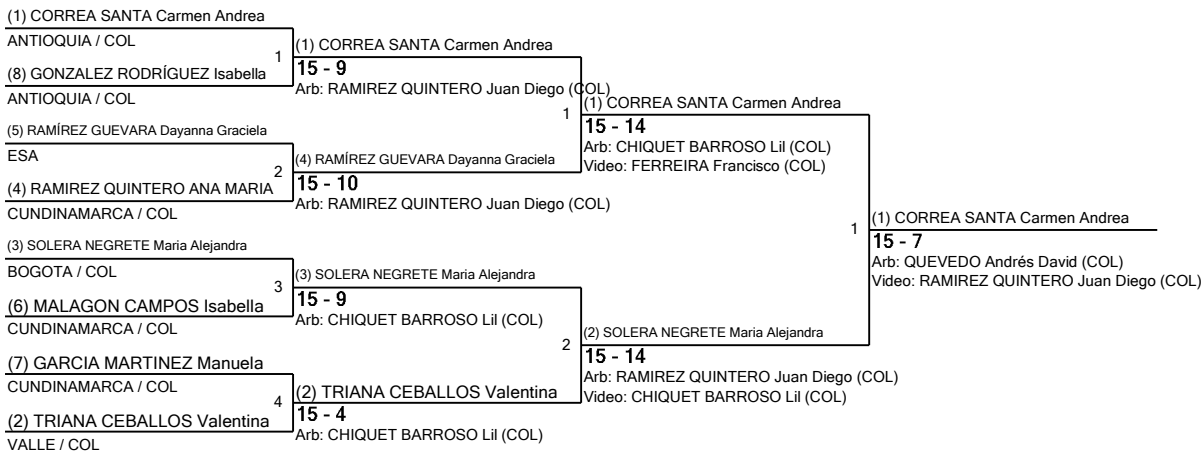 (1) CORREA SANTA Carmen Andrea
ANTIOQUIA / COL
1
(8) GONZALEZ RODRÍGUEZ Isabella
ANTIOQUIA / COL
(5) RAMÍREZ GUEVARA Dayanna Graciela
ESA
2
(4) RAMIREZ QUINTERO ANA MARIA
CUNDINAMARCA / COL
(3) SOLERA NEGRETE Maria Alejandra
BOGOTA / COL
3
(6) MALAGON CAMPOS Isabella
CUNDINAMARCA / COL
(7) GARCIA MARTINEZ Manuela
CUNDINAMARCA / COL
4
(2) TRIANA CEBALLOS Valentina
VALLE / COL
(1) CORREA SANTA Carmen Andrea
15 - 9
Arb: RAMIREZ QUINTERO Juan Diego (COL)
1
(4) RAMÍREZ GUEVARA Dayanna Graciela
15 - 10
Arb: RAMIREZ QUINTERO Juan Diego (COL)
(3) SOLERA NEGRETE Maria Alejandra
15 - 9
Arb: CHIQUET BARROSO Lil (COL)
2
(2) TRIANA CEBALLOS Valentina
15 - 4
Arb: CHIQUET BARROSO Lil (COL)
(1) CORREA SANTA Carmen Andrea
15 - 14
Arb: CHIQUET BARROSO Lil (COL)
Video: FERREIRA Francisco (COL)
1
(2) SOLERA NEGRETE Maria Alejandra
15 - 14
Arb: RAMIREZ QUINTERO Juan Diego (COL)
Video: CHIQUET BARROSO Lil (COL)
(1) CORREA SANTA Carmen Andrea
15 - 7
Arb: QUEVEDO Andrés David (COL)
Video: RAMIREZ QUINTERO Juan Diego (COL)